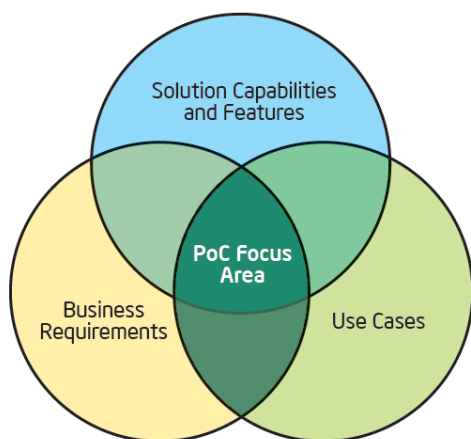 Solution Capabilities
and Features
PoC Focus
Area
Business
Requirements
Use Cases